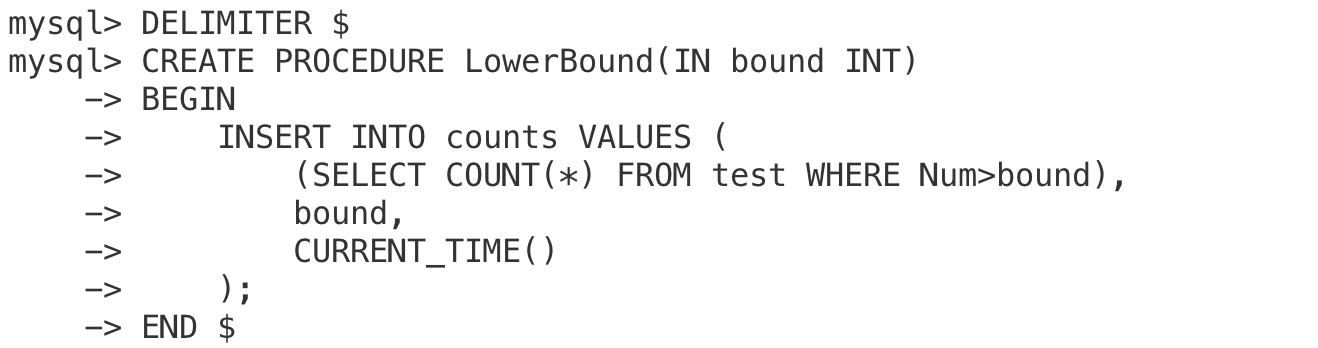 mysql> DELIMITER $
mysql> CREATE PROCEDURE LowerBound(IN bound INT)
    -> BEGIN
    ->     INSERT INTO counts VALUES (
    ->         (SELECT COUNT(*) FROM test WHERE Num>bound),
    ->         bound,
    ->         CURRENT_TIME()
    ->     );
    -> END $